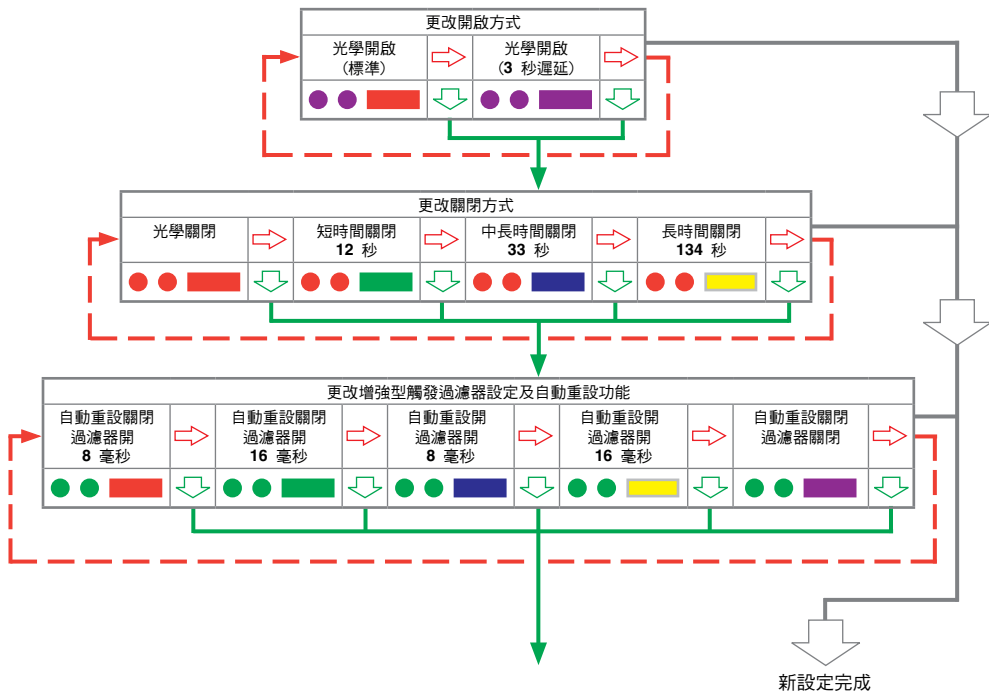 更改開啟方式
光學開啟
（標準）
光學開啟
（3 秒遲延）
更改關閉方式
光學關閉
短時間關閉
12 秒
中長時間關閉
33 秒
長時間關閉
134 秒
更改增強型觸發過濾器設定及自動重設功能
自動重設關閉
過濾器開
8 毫秒
自動重設關閉
過濾器開
16 毫秒
自動重設開
過濾器開
8 毫秒
自動重設開
過濾器開
16 毫秒
自動重設關閉
過濾器關閉
新設定完成